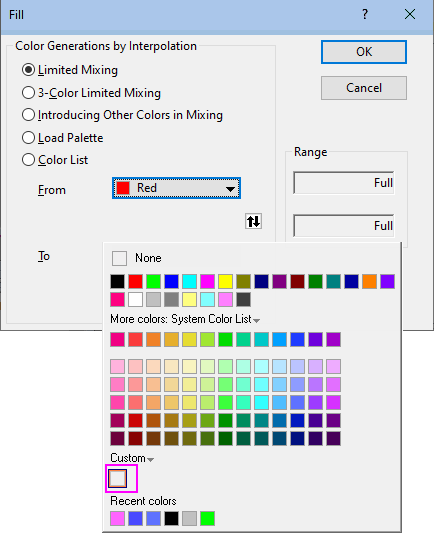 Fill
?
Color Generations by Interpolation
OK
Limited Mixing
3-Color Limited Mixing
Cancel
Introducing Other Colors in Mixing
Load Palette
Color List
Range
From
Red
Full
Full
To
None
More colors: System Color List
Custom
Recent colors